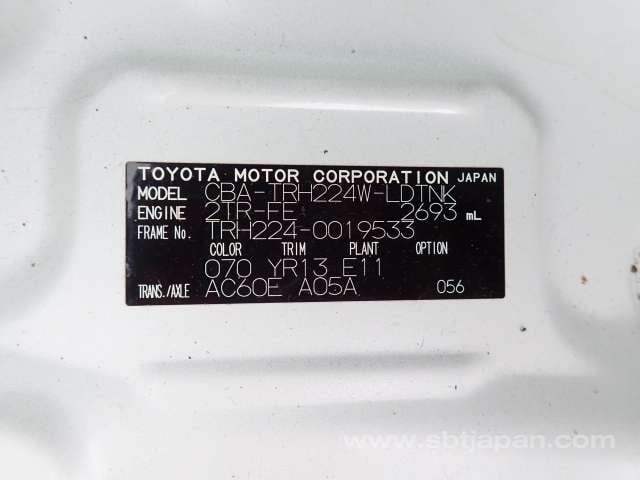 TOYOTA MOTOR CORPORATION JAPAN
MODEL CBA-TRH224W-LDTNK
ENGINE 2TR-FE 2693 mL
FRAME No. TRH224-0019533
COLOR TRIM PLANT OPTION
070 YR13 E11
TRANS./AXLE AC60E A05A 056
www.sbtjapan.com